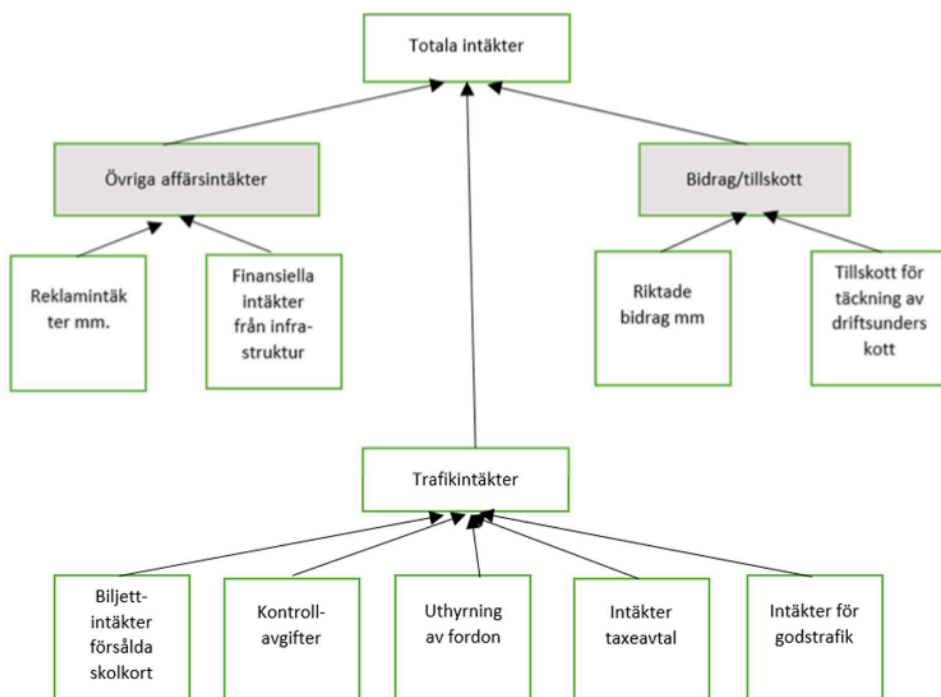 Totala intäkter
Övriga affärsintäkter
Bidrag/tillskott
Reklamintäk
ter mm.
Finansiella
intäkter
från infra-
struktur
Riktade
bidrag mm
Tillskott för
täckning av
driftsunders
kott
Trafikintäkter
Biljett-
intäkter
försålda
skolkort
Kontroll-
avgifter
Uthyrning
av fordon
Intäkter
taxeavtal
Intäkter för
godstrafik